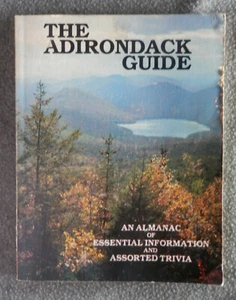 THE
ADIRONDACK
GUIDE
AN ALMANAC
OF
ESSENTIAL INFORMATION
AND
ASSORTED TRIVIA